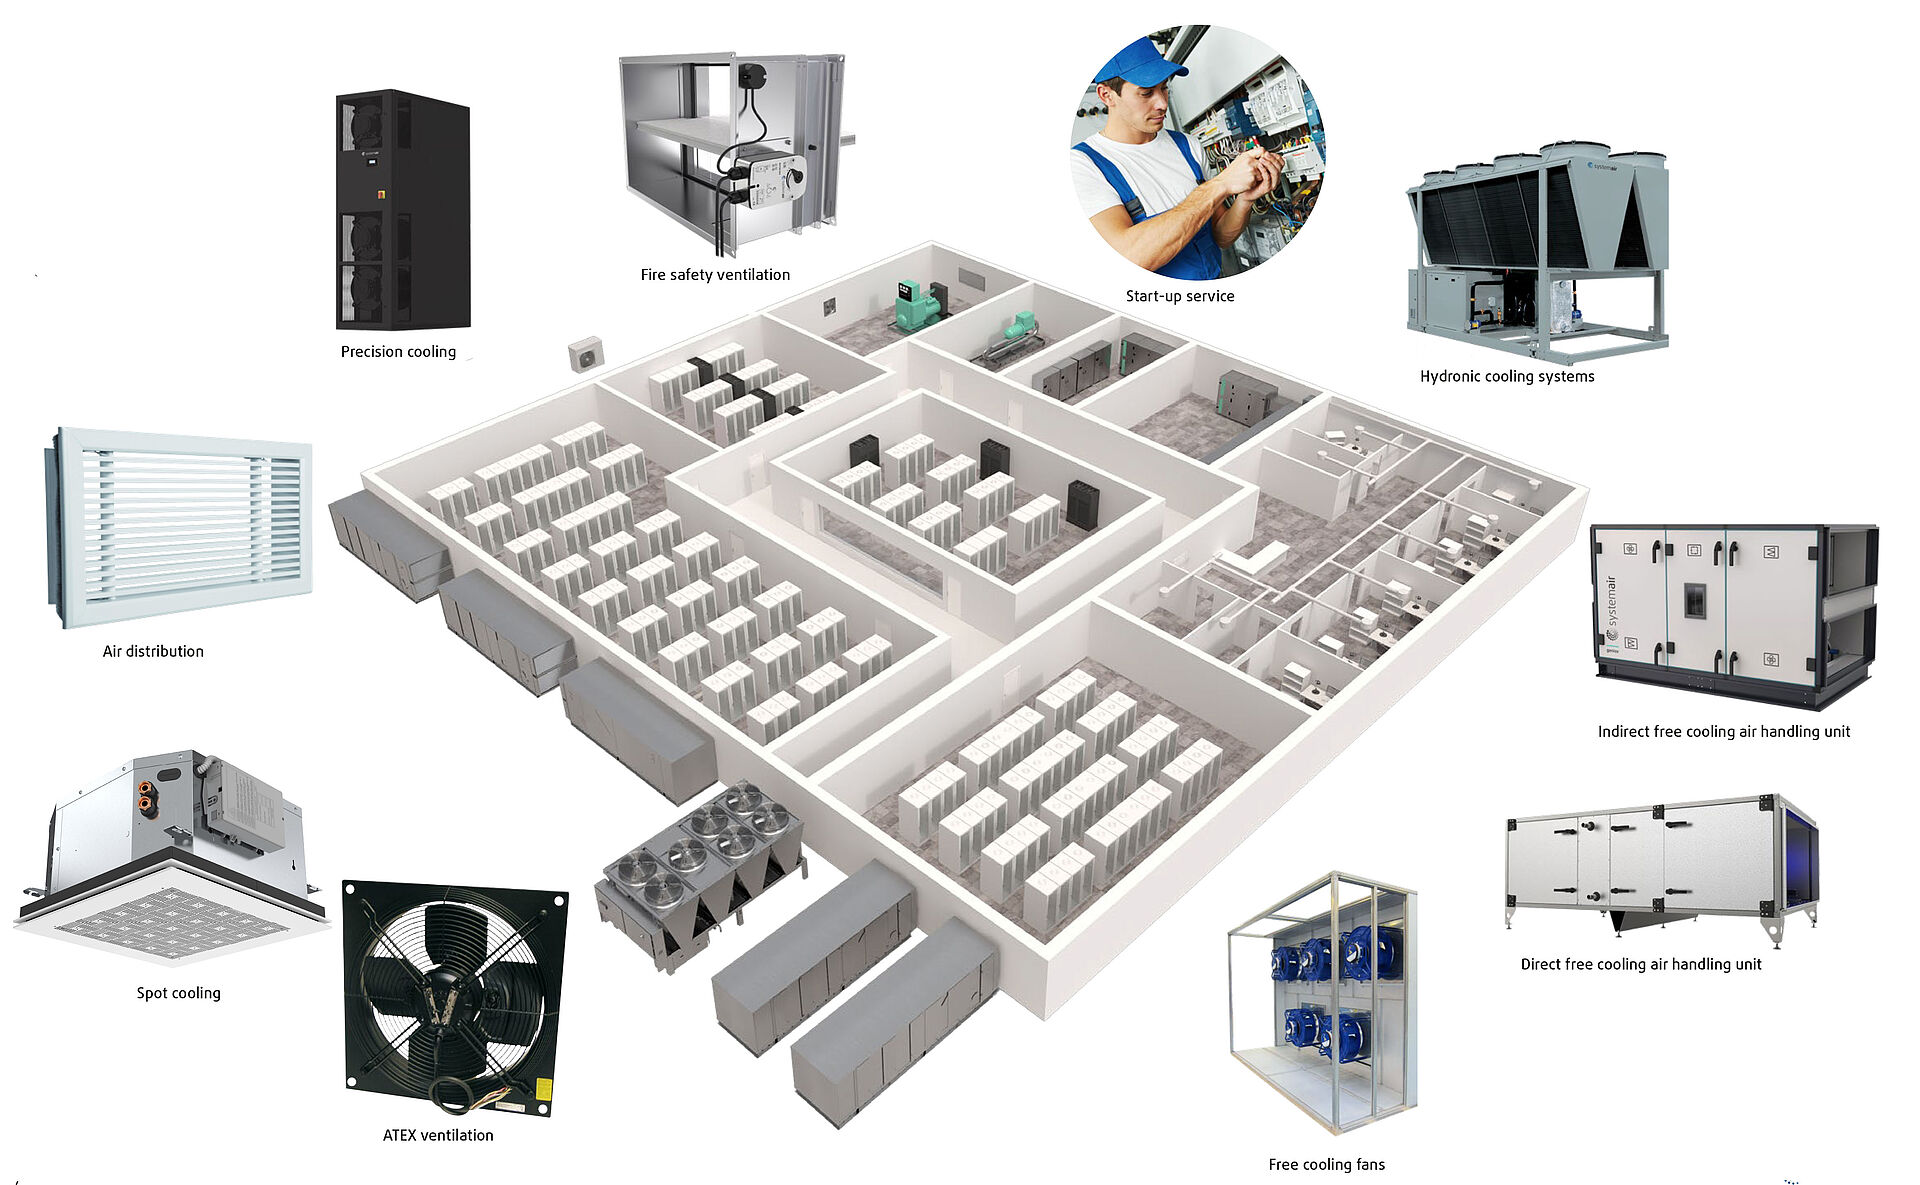 Fire safety ventilation
Start-up service
systemair
Precision cooling
Hydronic cooling systems
Air distribution
systemair
geniox
Indirect free cooling air handling unit
Spot cooling
Direct free cooling air handling unit
ATEX ventilation
Free cooling fans